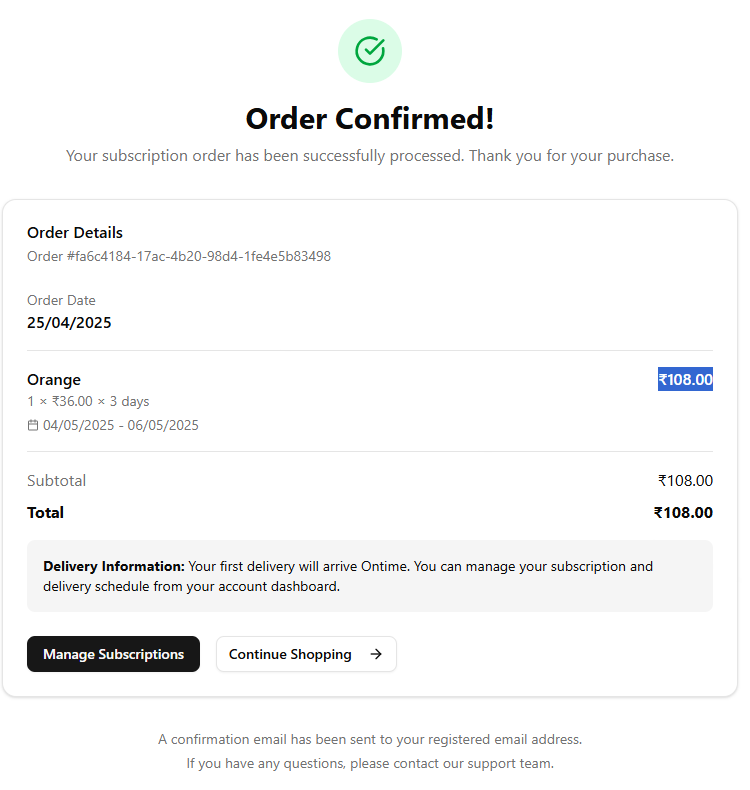 Order Confirmed!
Your subscription order has been successfully processed. Thank you for your purchase.
Order Details
Order #fa6c4184-17ac-4b20-98d4-1fe4e5b83498
Order Date
25/04/2025
Orange ₹108.00
1 × ₹36.00 × 3 days
04/05/2025 - 06/05/2025
Subtotal ₹108.00
Total ₹108.00
Delivery Information: Your first delivery will arrive Ontime. You can manage your subscription and
delivery schedule from your account dashboard.
Manage Subscriptions Continue Shopping →
A confirmation email has been sent to your registered email address.
If you have any questions, please contact our support team.